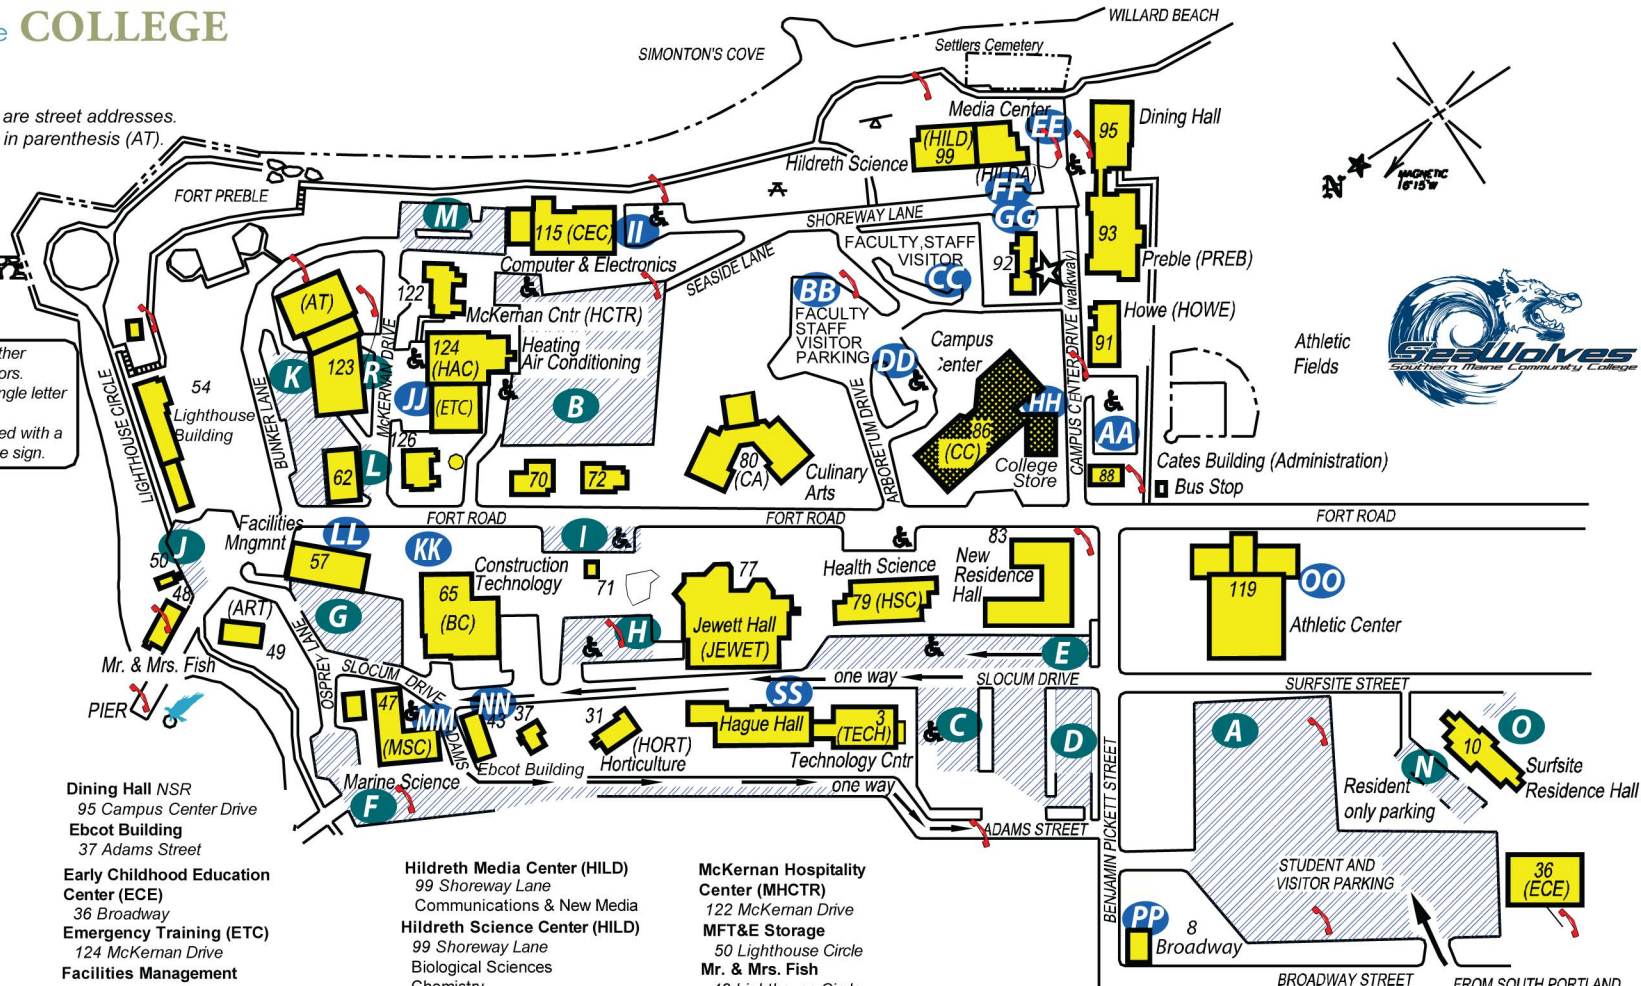 e COLLEGE
are street addresses.
in parenthesis (AT).
ther
ors.
ngle letter
ed with a
e sign.
WILLARD BEACH
SIMONTON'S COVE
Settlers Cemetery
Media Center
EE
95
Dining Hall
(HILD)
99
Hildreth Science
(HILDA)
FF
GG
N
MAGNETIC
16°15'W
FORT PREBLE
M
115 (CEC)
II
SHOREWAY LANE
Computer & Electronics
SEASIDE LANE
FACULTY,STAFF
VISITOR
CC
92
93
Preble (PREB)
(AT)
122
McKernan Cntr (HCTR)
BB
FACULTY
STAFF
VISITOR
PARKING
DD
Campus
Center
Howe (HOWE)
91
CAMPUS CENTER DRIVE (walkway)
Athletic
Fields
SeaWolves
Southern Maine Community College
K
123
R
McKERNAN DRIVE
124
(HAC)
Heating
Air Conditioning
JJ
(ETC)
B
54
Lighthouse
Building
LIGHTHOUSE CIRCLE
BUNKER LANE
126
62
L
70
72
80
(CA)
Culinary
Arts
ARBORETUM DRIVE
86
(CC)
HH
College
Store
AA
88
Cates Building (Administration)
Bus Stop
FORT ROAD
FORT ROAD
FORT ROAD
Facilities
Mngmnt
LL
KK
I
J
50
48
57
Construction
Technology
71
65
(BC)
77
Jewett Hall
(JEWET)
Health Science
79 (HSC)
83
New
Residence
Hall
119
OO
Athletic Center
(ART)
49
G
H
E
Mr. & Mrs. Fish
PIER
OSPREY LANE
SLOCUM DRIVE
one way
SLOCUM DRIVE
SURFSITE STREET
47
(MSC)
MM
NN
43
37
ADAMS
Ebcot Building
31
(HORT)
Horticulture
SS
Hague Hall
3
(TECH)
Technology Cntr
C
D
A
O
10
Surfsite
Residence Hall
N
Resident
only parking
Marine Science
F
one way
ADAMS STREET
BENJAMIN PICKETT STREET
STUDENT AND
VISITOR PARKING
36
(ECE)
PP
8
Broadway
BROADWAY STREET
FROM SOUTH PORTLAND
Dining Hall NSR
95 Campus Center Drive
Ebcot Building
37 Adams Street
Early Childhood Education
Center (ECE)
36 Broadway
Emergency Training (ETC)
124 McKernan Drive
Facilities Management
Hildreth Media Center (HILD)
99 Shoreway Lane
Communications & New Media
Hildreth Science Center (HILD)
99 Shoreway Lane
Biological Sciences
Chemistry
McKernan Hospitality
Center (MHCTR)
122 McKernan Drive
MFT&E Storage
50 Lighthouse Circle
Mr. & Mrs. Fish
48 Lighthouse Circle